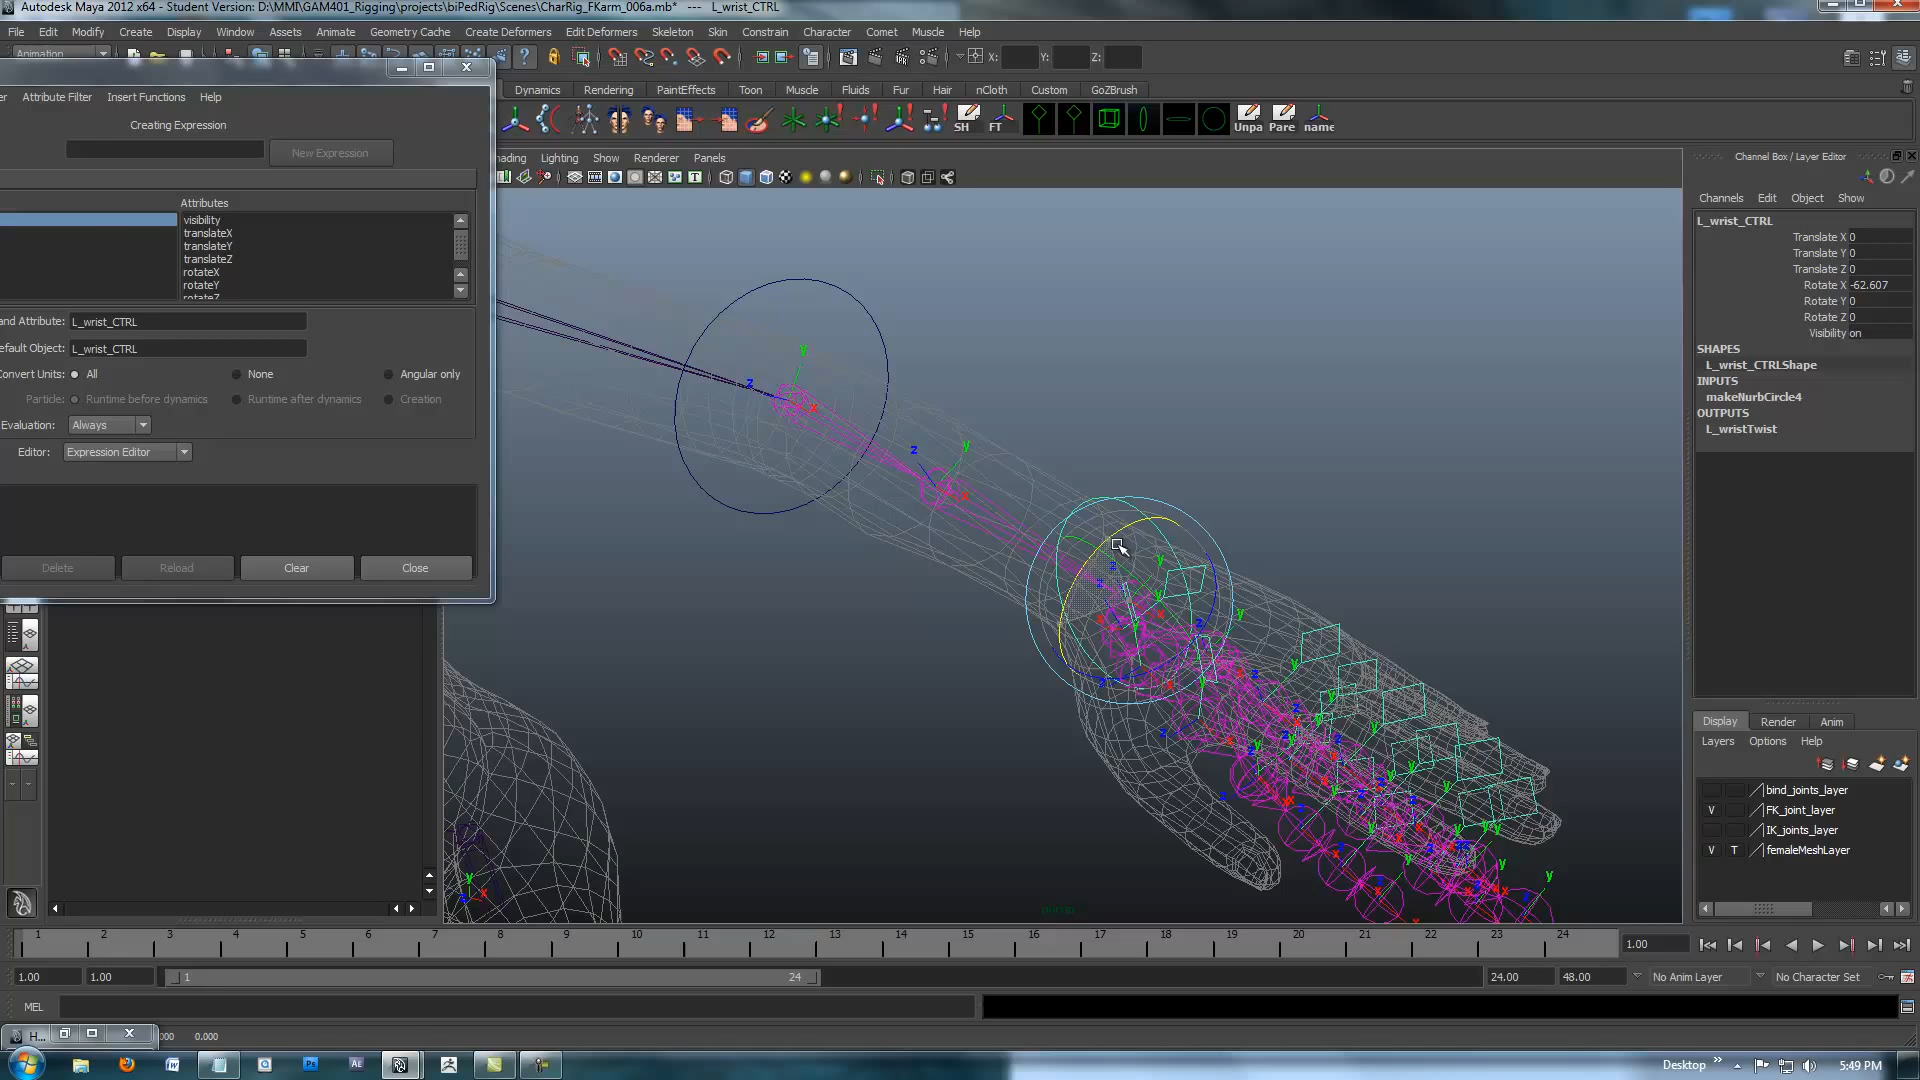 Autodesk Maya 2012 x64 - Student Version: D:\MMI\GAM401_Rigging\projects\biPedRig\Scenes\CharRig_FKarm_006a.mb* --- L_wrist_CTRL
File Edit Modify Create Display Window Assets Animate Geometry Cache Create Deformers Edit Deformers Skeleton Skin Constrain Character Comet Muscle Help
Animation X: Y: Z:
Dynamics Rendering PaintEffects Toon Muscle Fluids Fur Hair nCloth Custom GoZBrush
er Attribute Filter Insert Functions Help
SH FT Unpa Pare name
Creating Expression
New Expression
ading Lighting Show Renderer Panels
Channel Box / Layer Editor
Channels Edit Object Show
Attributes
visibility
translateX
translateY
translateZ
rotateX
rotateY
rotateZ
L_wrist_CTRL
Translate X 0
Translate Y 0
Translate Z 0
Rotate X -62.607
Rotate Y 0
Rotate Z 0
Visibility on
SHAPES
L_wrist_CTRLShape
INPUTS
makeNurbCircle4
OUTPUTS
L_wristTwist
and Attribute: L_wrist_CTRL
efault Object: L_wrist_CTRL
Convert Units: All None Angular only
Particle: Runtime before dynamics Runtime after dynamics Creation
Evaluation: Always
Editor: Expression Editor
Delete Reload Clear Close
Display Render Anim
Layers Options Help
bind_joints_layer
V FK_joint_layer
IK_joints_layer
V T femaleMeshLayer
persp
1 2 3 4 5 6 7 8 9 10 11 12 13 14 15 16 17 18 19 20 21 22 23 24 1.00
1.00 1.00 1 24 24.00 48.00 No Anim Layer No Character Set
MEL
H... 000 0.000
Desktop 5:49 PM